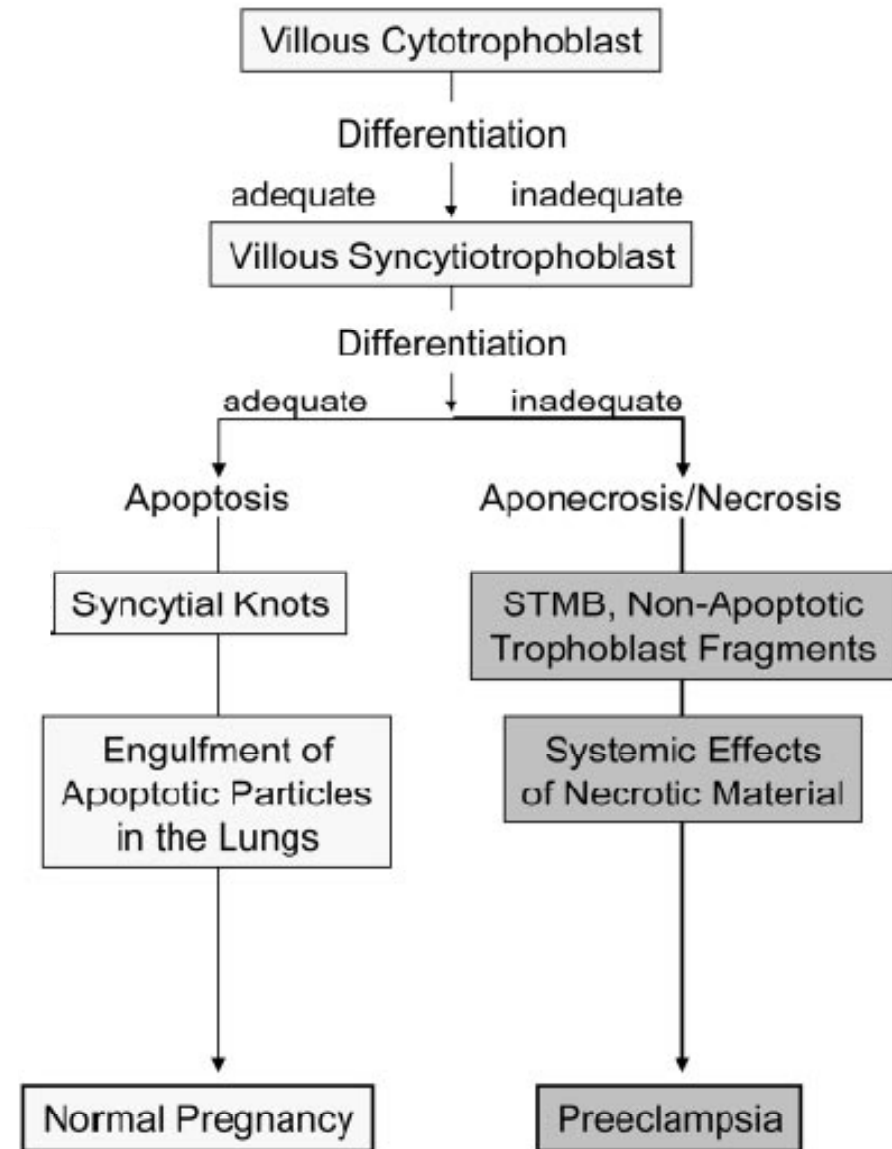 Villous Cytotrophoblast
Differentiation
adequate inadequate
Villous Syncytiotrophoblast
Differentiation
adequate inadequate
Apoptosis
Aponecrosis/Necrosis
Syncytial Knots
STMB, Non-Apoptotic
Trophoblast Fragments
Engulfment of
Apoptotic Particles
in the Lungs
Systemic Effects
of Necrotic Material
Normal Pregnancy
Preeclampsia